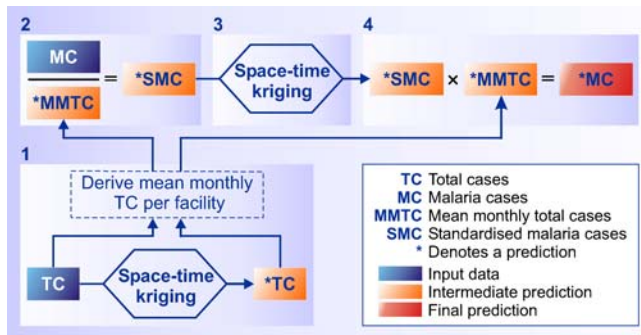 2
MC
*MMTC
=
*SMC
3
Space-time
kriging
4
*SMC × *MMTC = *MC
1
Derive mean monthly
TC per facility
TC
Space-time
kriging
*TC
TC Total cases
MC Malaria cases
MMTC Mean monthly total cases
SMC Standardised malaria cases
* Denotes a prediction
Input data
Intermediate prediction
Final prediction